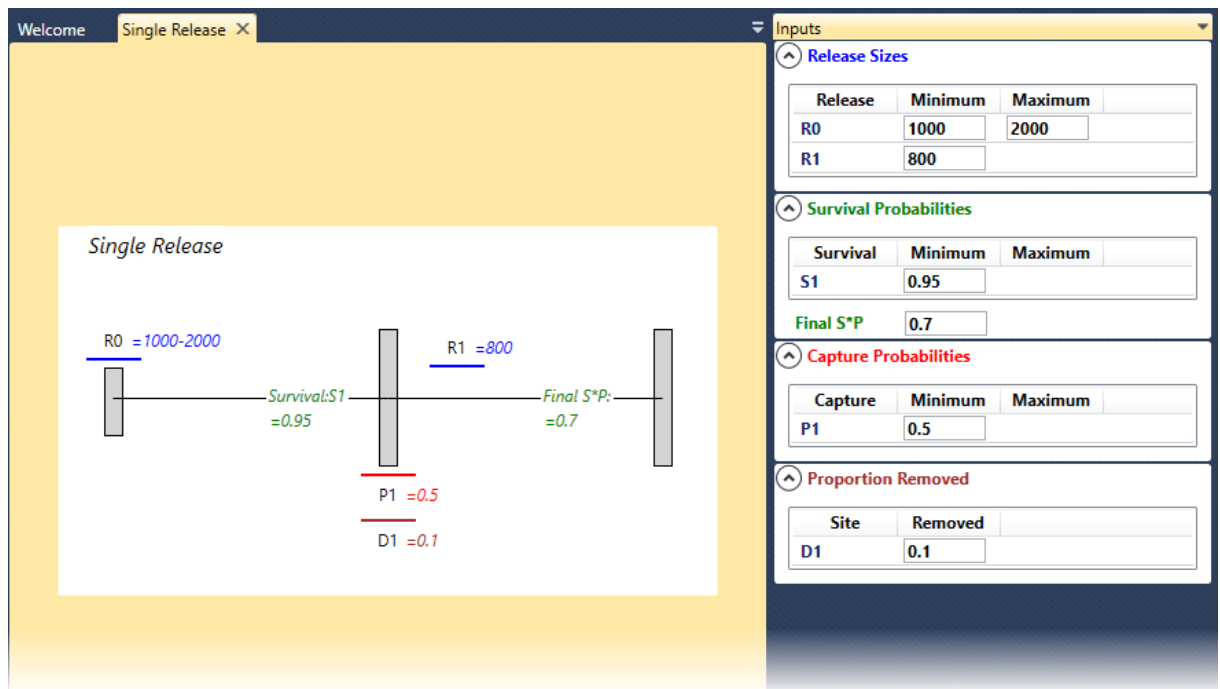 Welcome
Single Release
Single Release
R0 =1000-2000
R1 =800
Survival:S1
=0.95
Final S*P:
=0.7
P1 =0.5
D1 =0.1
Inputs
Release Sizes
Release Minimum Maximum
R0 1000 2000
R1 800
Survival Probabilities
Survival Minimum Maximum
S1 0.95
Final S*P 0.7
Capture Probabilities
Capture Minimum Maximum
P1 0.5
Proportion Removed
Site Removed
D1 0.1